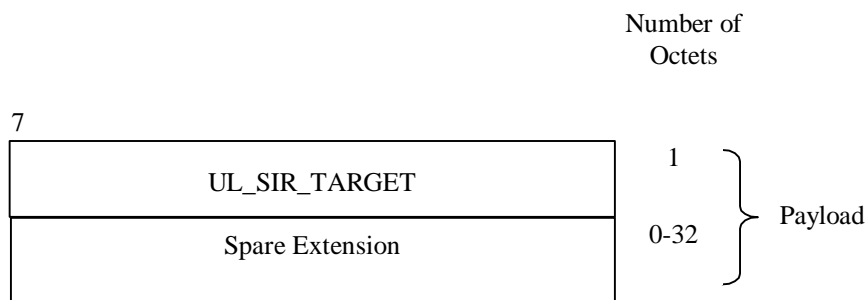 Number of
Octets
7
UL_SIR_TARGET
1
Spare Extension
0-32
Payload